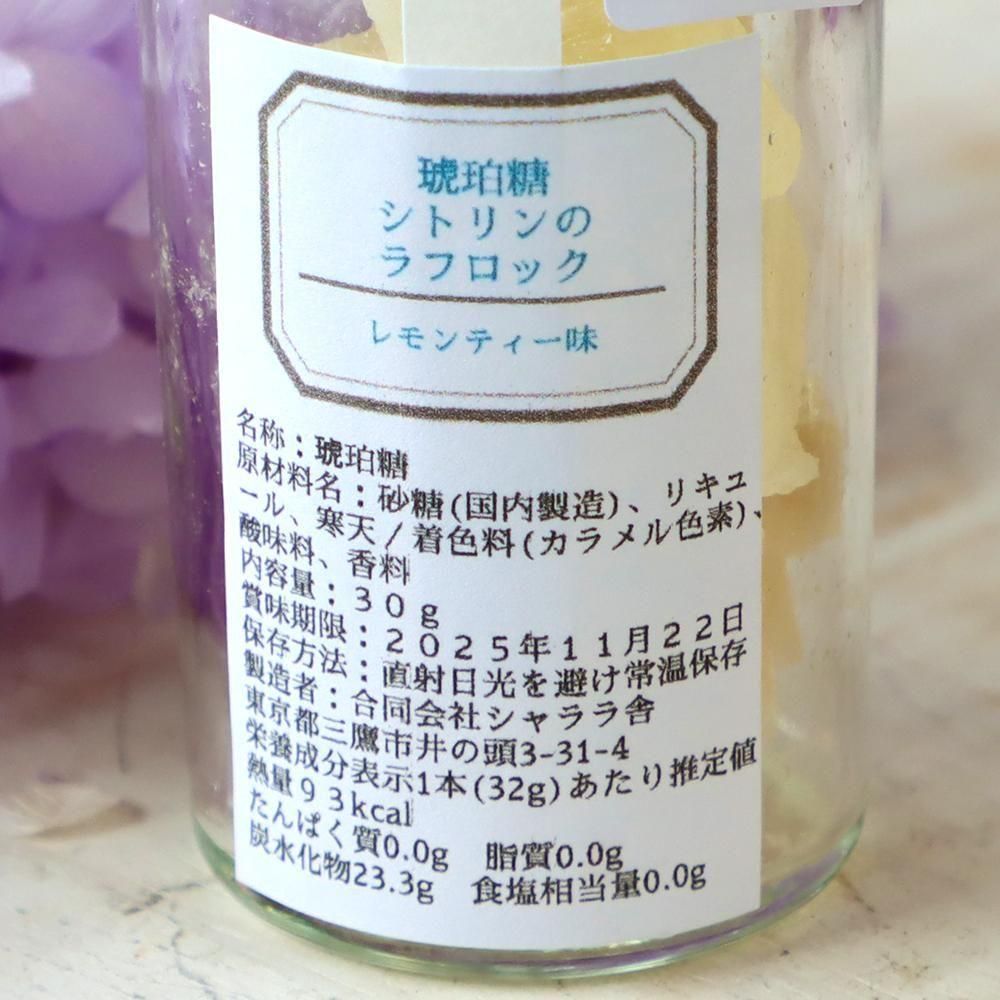 琥珀糖
シトリンの
ラフロック
レモンティー味
名称：琥珀糖
原材料名：砂糖(国内製造)、リキュ
ール、寒天/着色料(カラメル色素)、
酸味料、香料
内容量：３０ｇ
賞味期限：２０２５年１１月２２日
保存方法：直射日光を避け常温保存
製造者：合同会社シャララ舎
東京都三鷹市井の頭3-31-4
栄養成分表示1本(32g)あたり推定値
熱量９３kcal
たんぱく質0.0g　脂質0.0g
炭水化物23.3g　食塩相当量0.0g